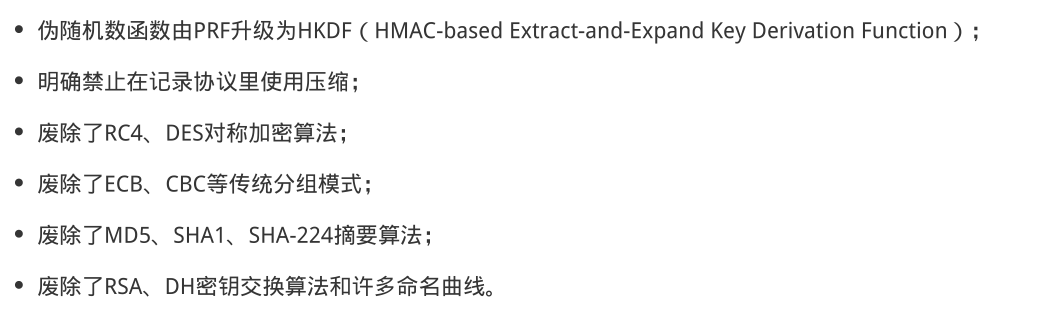 • 伪随机数函数由PRF升级为HKDF（HMAC-based Extract-and-Expand Key Derivation Function）；
• 明确禁止在记录协议里使用压缩；
• 废除了RC4、DES对称加密算法；
• 废除了ECB、CBC等传统分组模式；
• 废除了MD5、SHA1、SHA-224摘要算法；
• 废除了RSA、DH密钥交换算法和许多命名曲线。